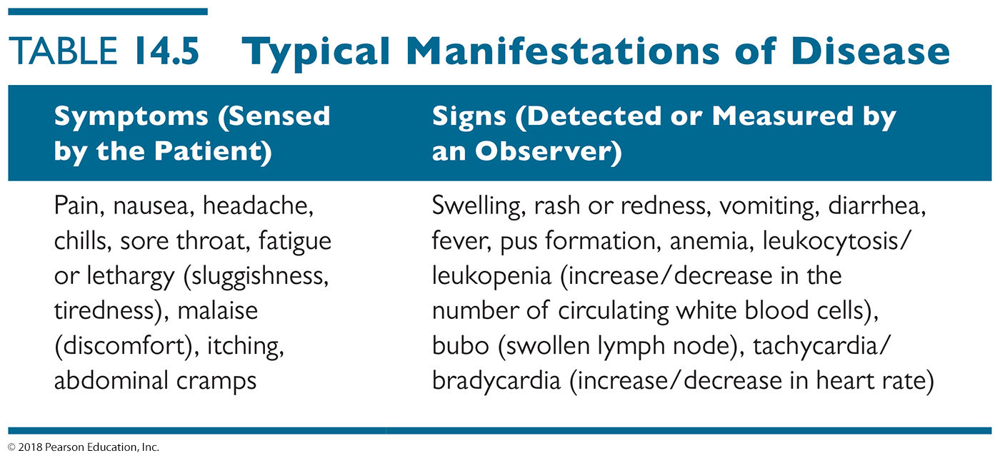 TABLE 14.5 Typical Manifestations of Disease
Symptoms (Sensed
by the Patient)
Signs (Detected or Measured by
an Observer)
Pain, nausea, headache,
chills, sore throat, fatigue
or lethargy (sluggishness,
tiredness), malaise
(discomfort), itching,
abdominal cramps
Swelling, rash or redness, vomiting, diarrhea,
fever, pus formation, anemia, leukocytosis/
leukopenia (increase/decrease in the
number of circulating white blood cells),
bubo (swollen lymph node), tachycardia/
bradycardia (increase/decrease in heart rate)
© 2018 Pearson Education, Inc.